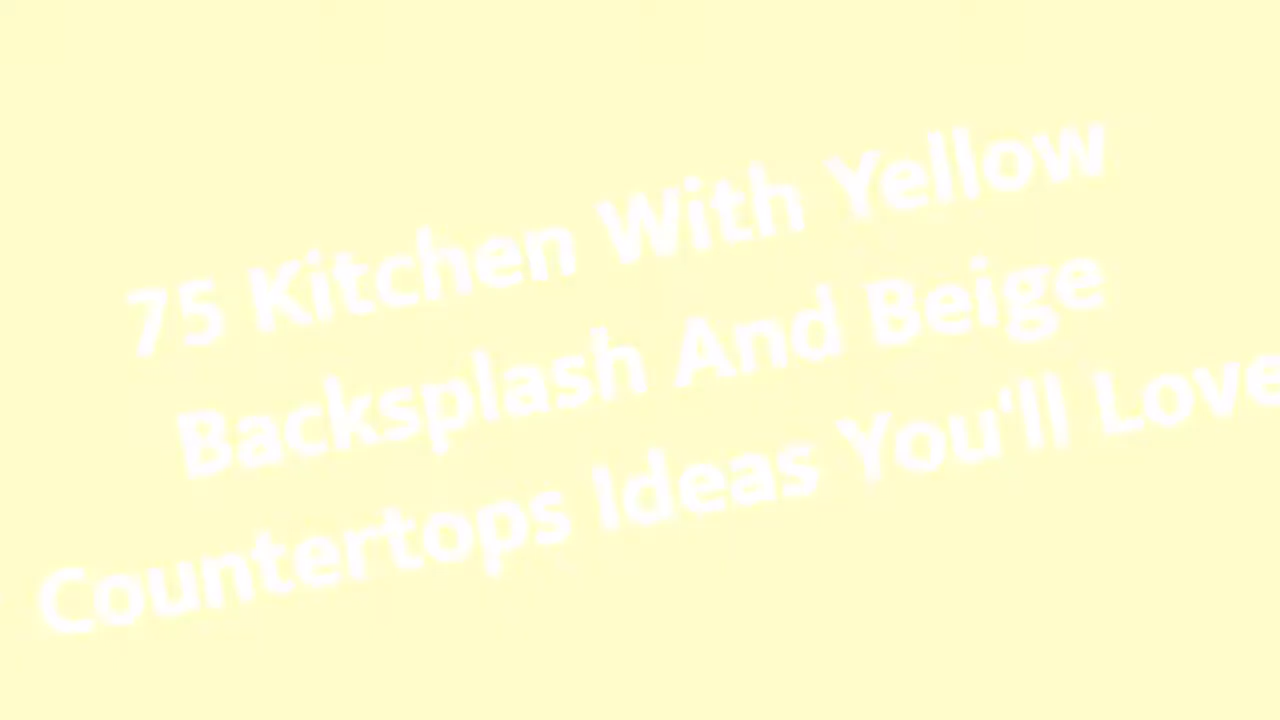 75 Kitchen With Yellow
Backsplash And Beige
Countertops Ideas You'll Love